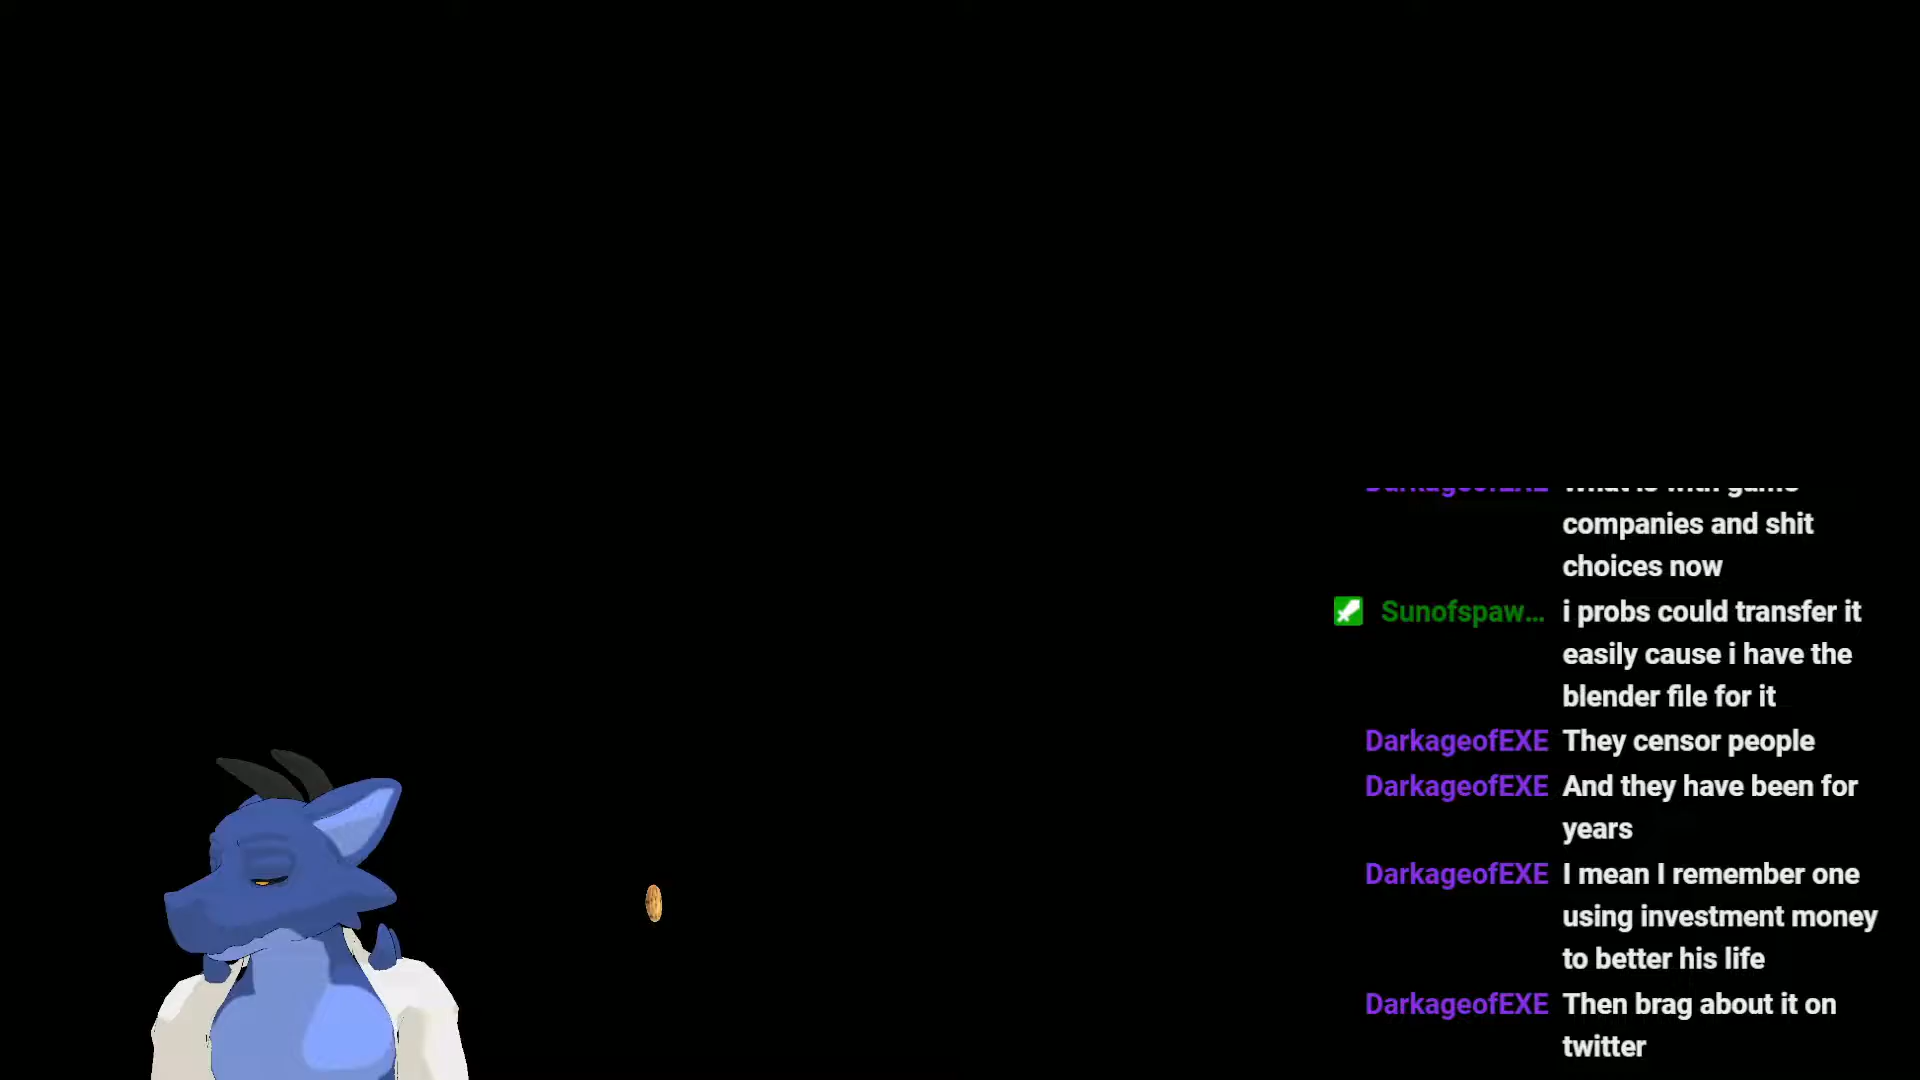 companies and shit
choices now
Sunofspaw... i probs could transfer it
easily cause i have the
blender file for it
DarkageofEXE They censor people
DarkageofEXE And they have been for
years
DarkageofEXE I mean I remember one
using investment money
to better his life
DarkageofEXE Then brag about it on
twitter